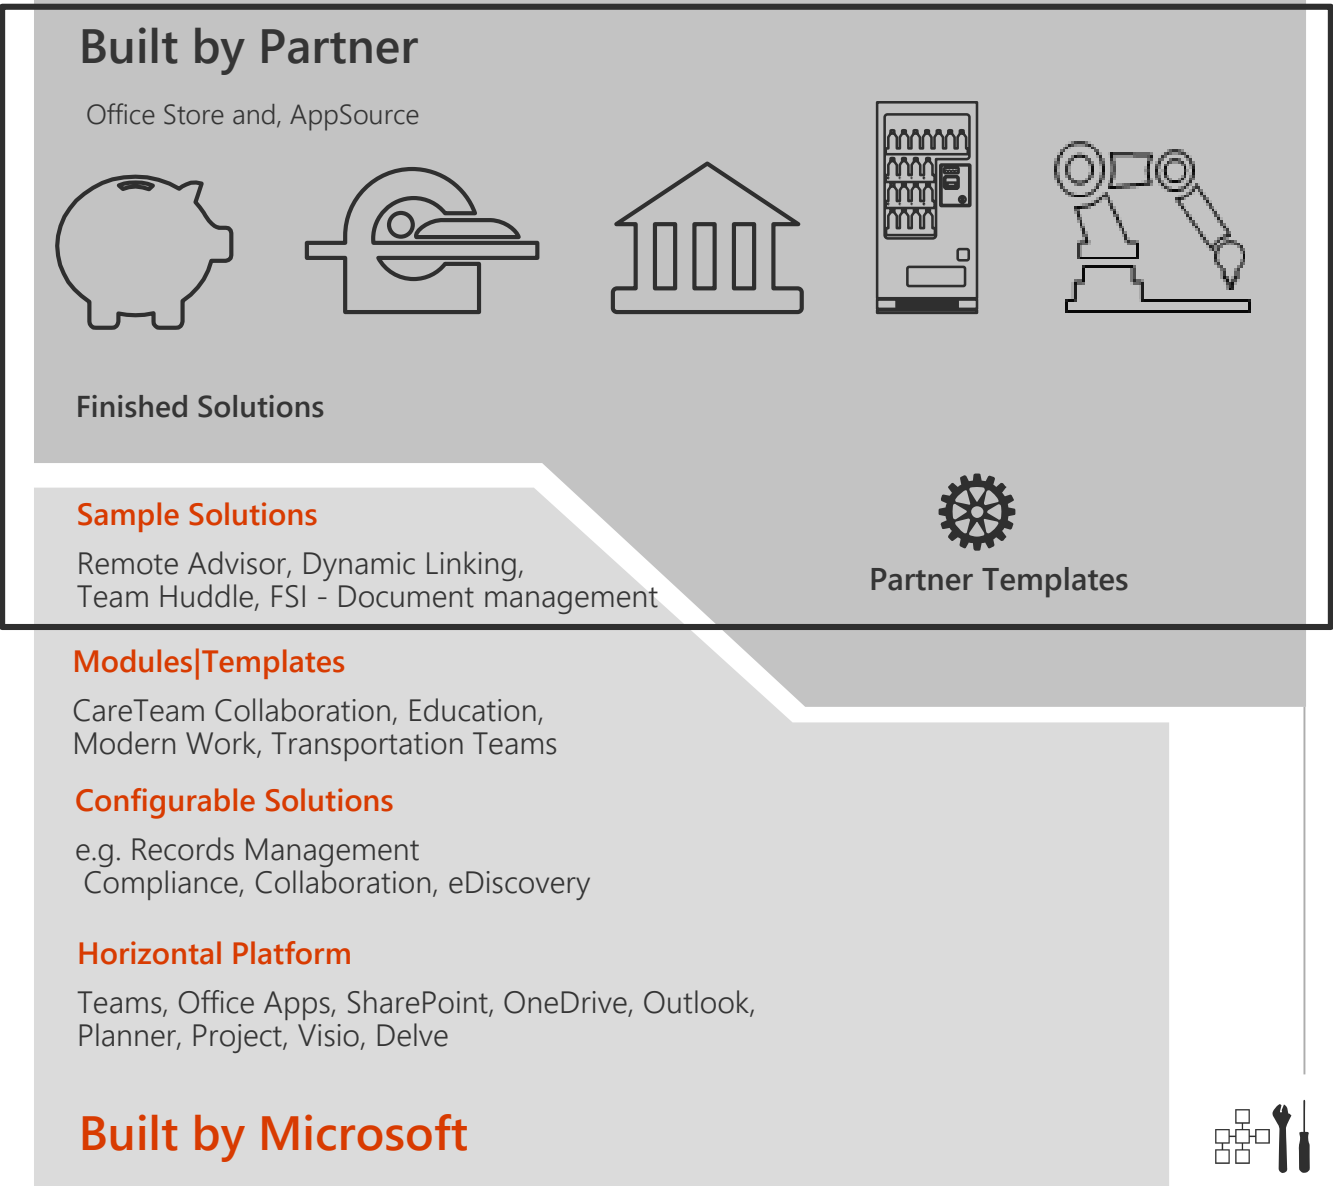 Built by Partner
Office Store and, AppSource
Finished Solutions
Sample Solutions
Remote Advisor, Dynamic Linking,
Team Huddle, FSI - Document management
Partner Templates
Modules|Templates
CareTeam Collaboration, Education,
Modern Work, Transportation Teams
Configurable Solutions
e.g. Records Management
Compliance, Collaboration, eDiscovery
Horizontal Platform
Teams, Office Apps, SharePoint, OneDrive, Outlook,
Planner, Project, Visio, Delve
Built by Microsoft